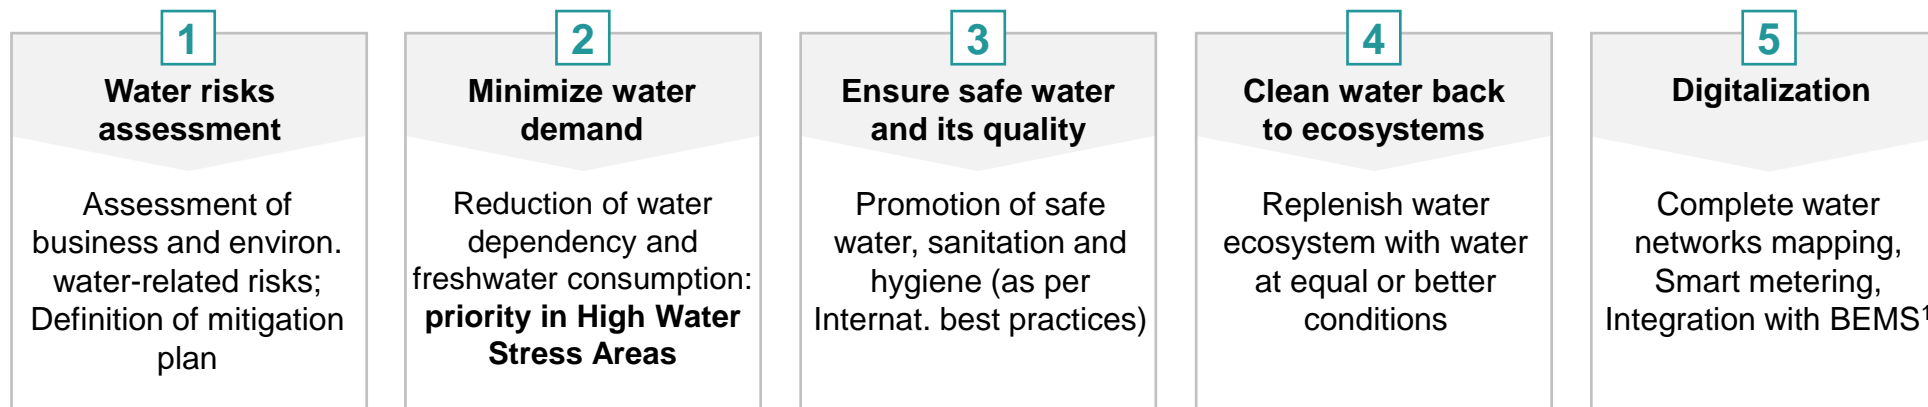 1
Water risks
assessment
Assessment of
business and environ.
water-related risks;
Definition of mitigation
plan
2
Minimize water
demand
Reduction of water
dependency and
freshwater consumption:
priority in High Water
Stress Areas
3
Ensure safe water
and its quality
Promotion of safe
water, sanitation and
hygiene (as per
Internat. best practices)
4
Clean water back
to ecosystems
Replenish water
ecosystem with water
at equal or better
conditions
5
Digitalization
Complete water
networks mapping,
Smart metering,
Integration with BEMS¹